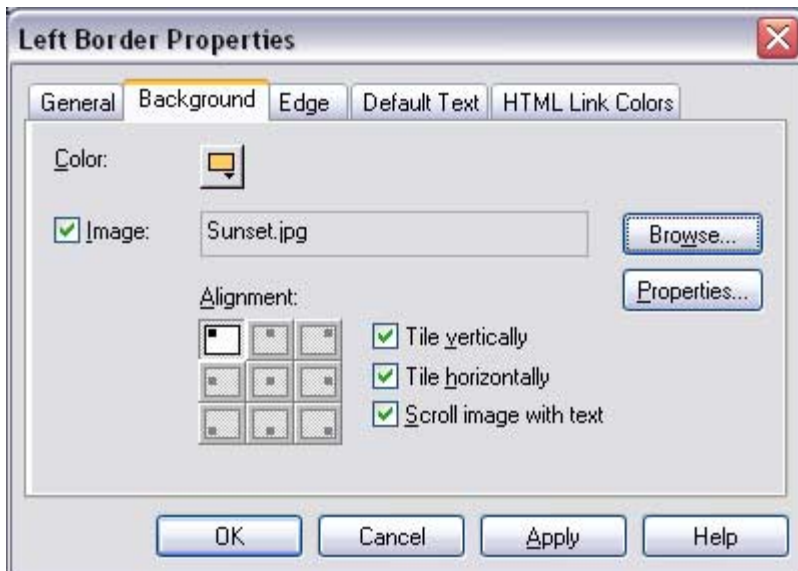 Left Border Properties
General Background Edge Default Text HTML Link Colors
Color:
Image: Sunset.jpg Browse...
Properties...
Alignment:
Tile vertically
Tile horizontally
Scroll image with text
OK Cancel Apply Help